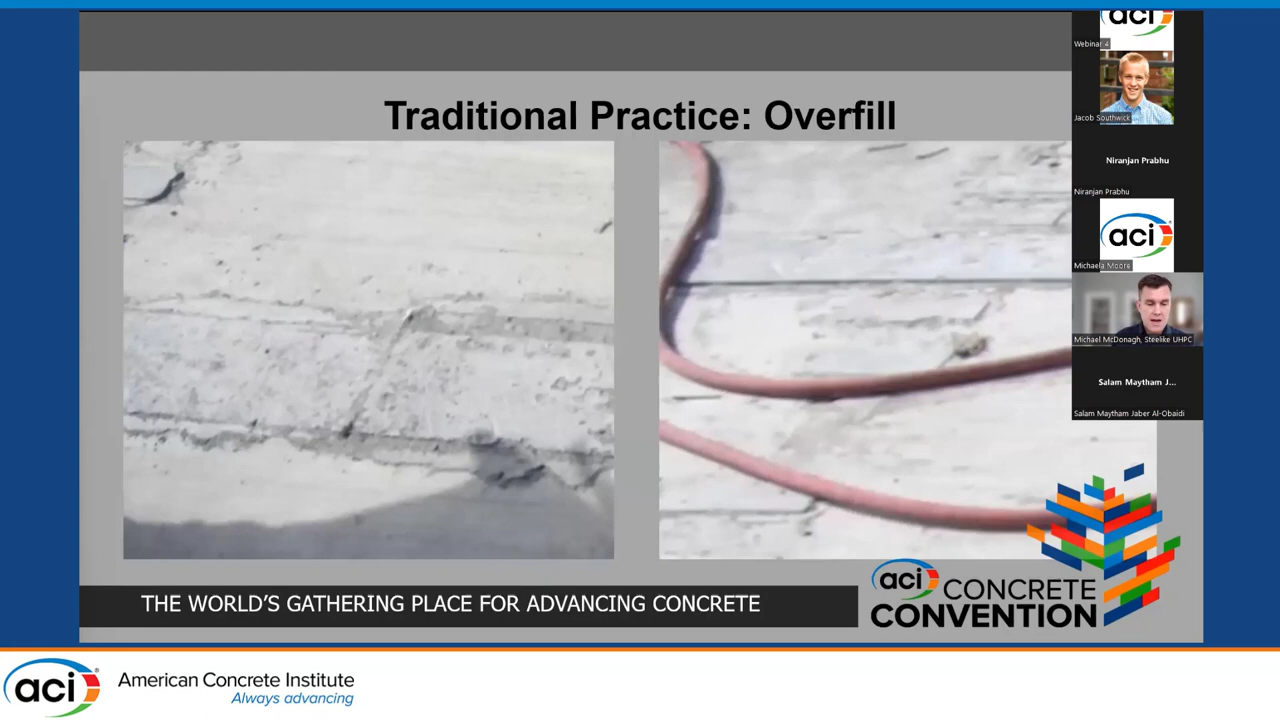 aci
Webinar 4
Jacob Southwick
Niranjan Prabhu
Niranjan Prabhu
aci
Michaela Moore
Michael McDonagh, Steelike UHPC
Salam Maytham J...
Salam Maytham Jaber Al-Obaidi
Traditional Practice: Overfill
THE WORLD'S GATHERING PLACE FOR ADVANCING CONCRETE
aci CONCRETE
CONVENTION
aci
American Concrete Institute
Always advancing